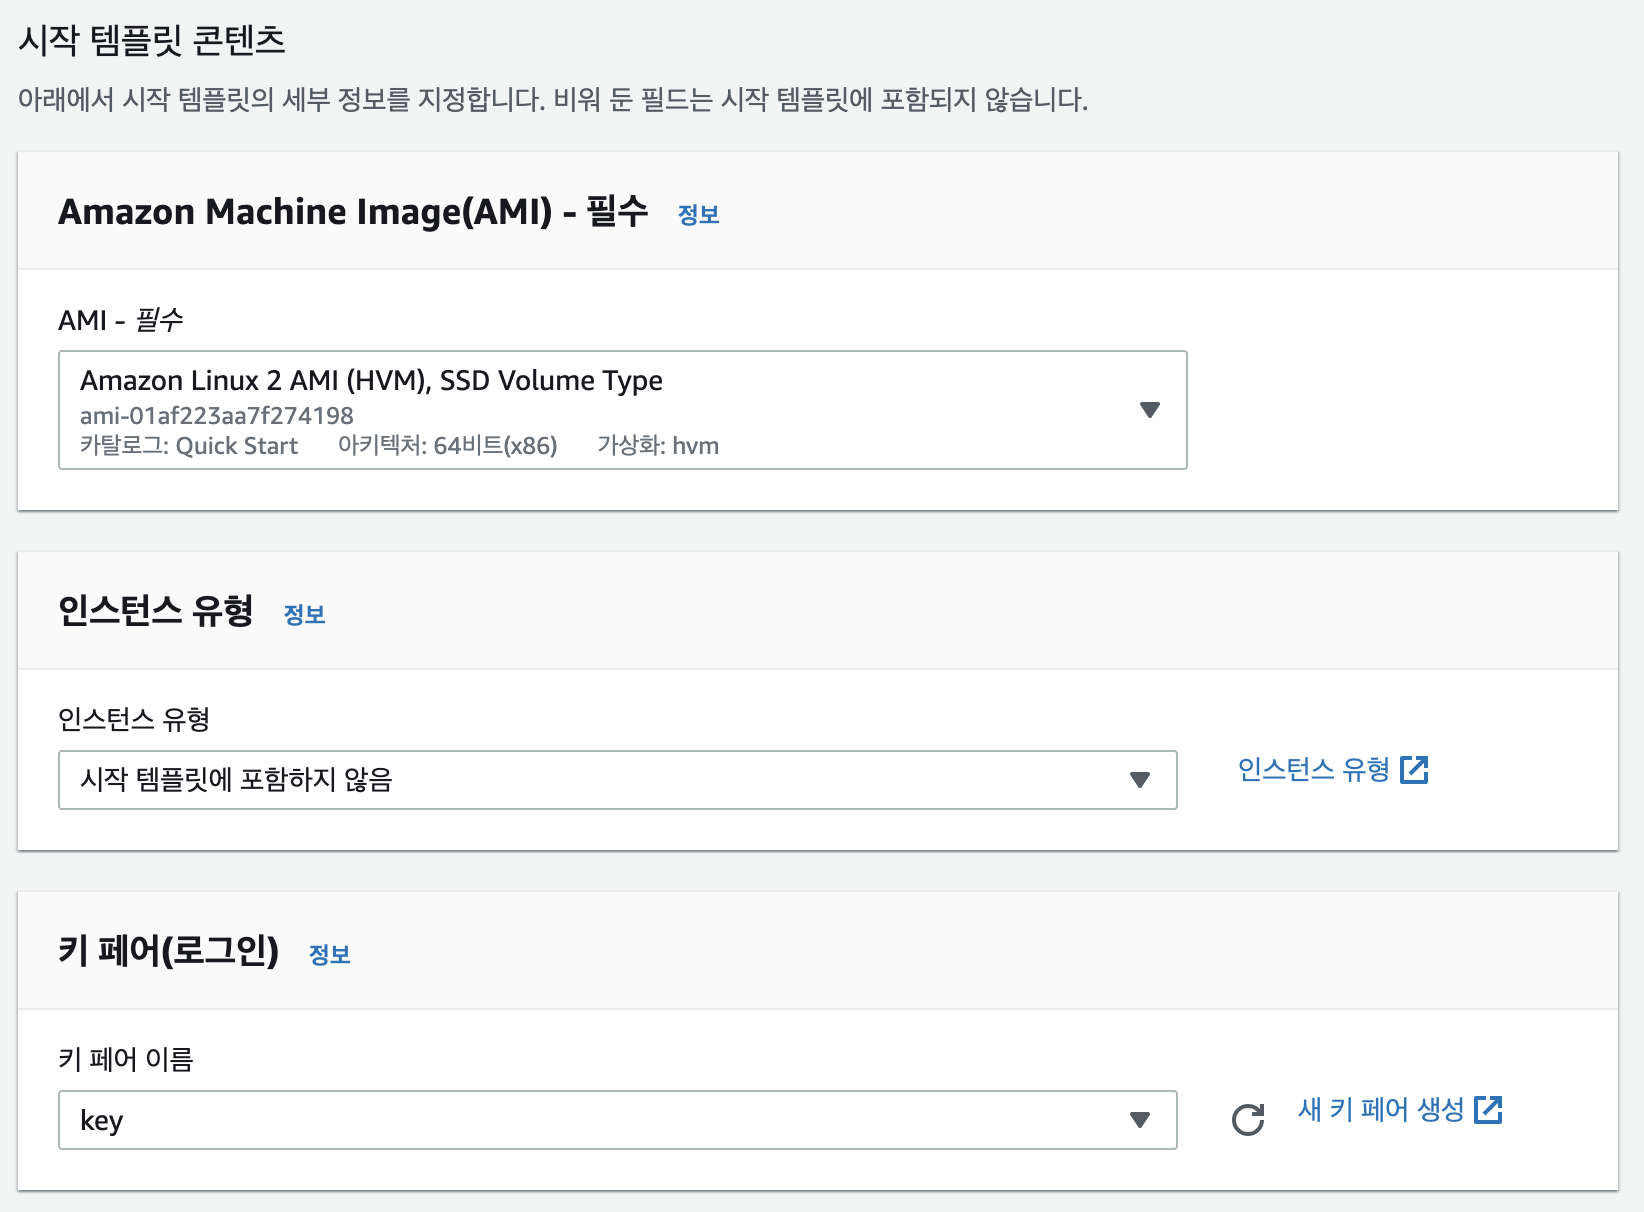 시작 템플릿 콘텐츠
아래에서 시작 템플릿의 세부 정보를 지정합니다. 비워 둔 필드는 시작 템플릿에 포함되지 않습니다.
Amazon Machine Image(AMI) - 필수 정보
AMI - 필수
Amazon Linux 2 AMI (HVM), SSD Volume Type
ami-01af223aa7f274198
카탈로그: Quick Start 아키텍처: 64비트(x86) 가상화: hvm
인스턴스 유형 정보
인스턴스 유형
시작 템플릿에 포함하지 않음 인스턴스 유형
키 페어(로그인) 정보
키 페어 이름
key 새 키 페어 생성